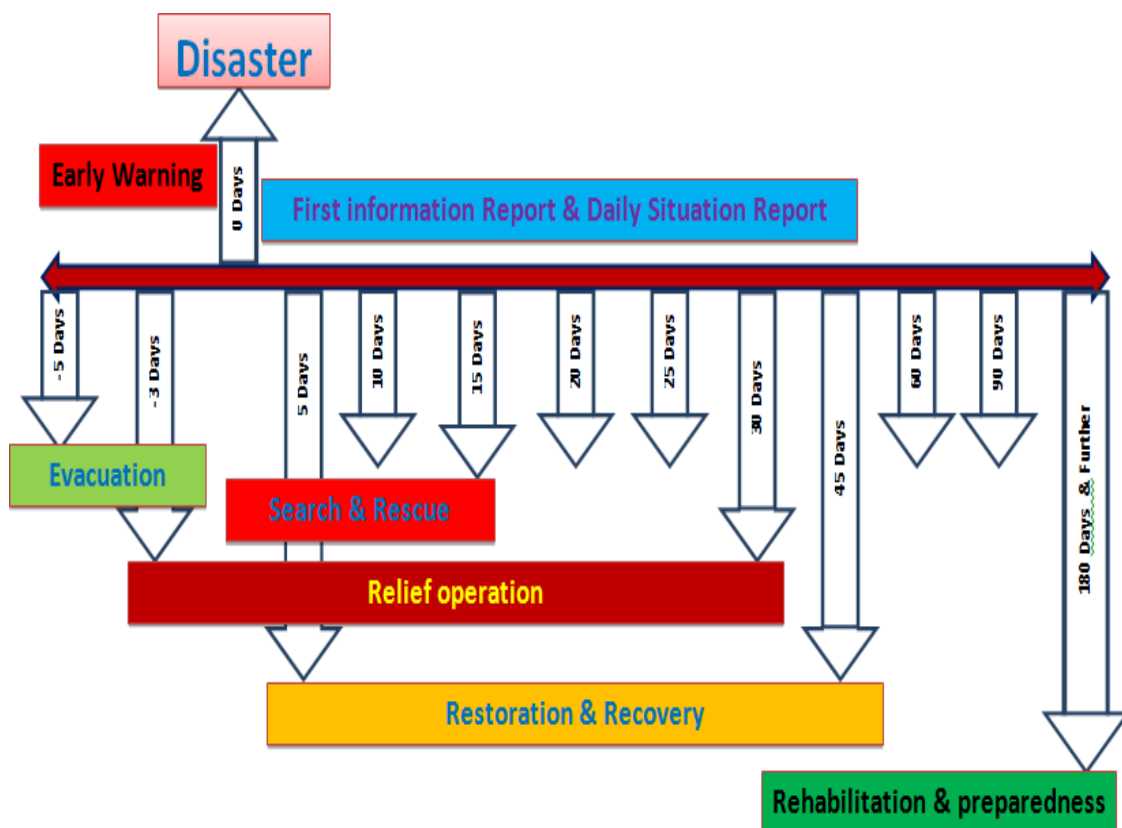 Disaster
Early Warning
0 Days
First information Report & Daily Situation Report
-5 Days
-3 Days
5 Days
10 Days
15 Days
20 Days
25 Days
30 Days
45 Days
60 Days
90 Days
180 Days & Further
Evacuation
Search & Rescue
Relief operation
Restoration & Recovery
Rehabilitation & preparedness